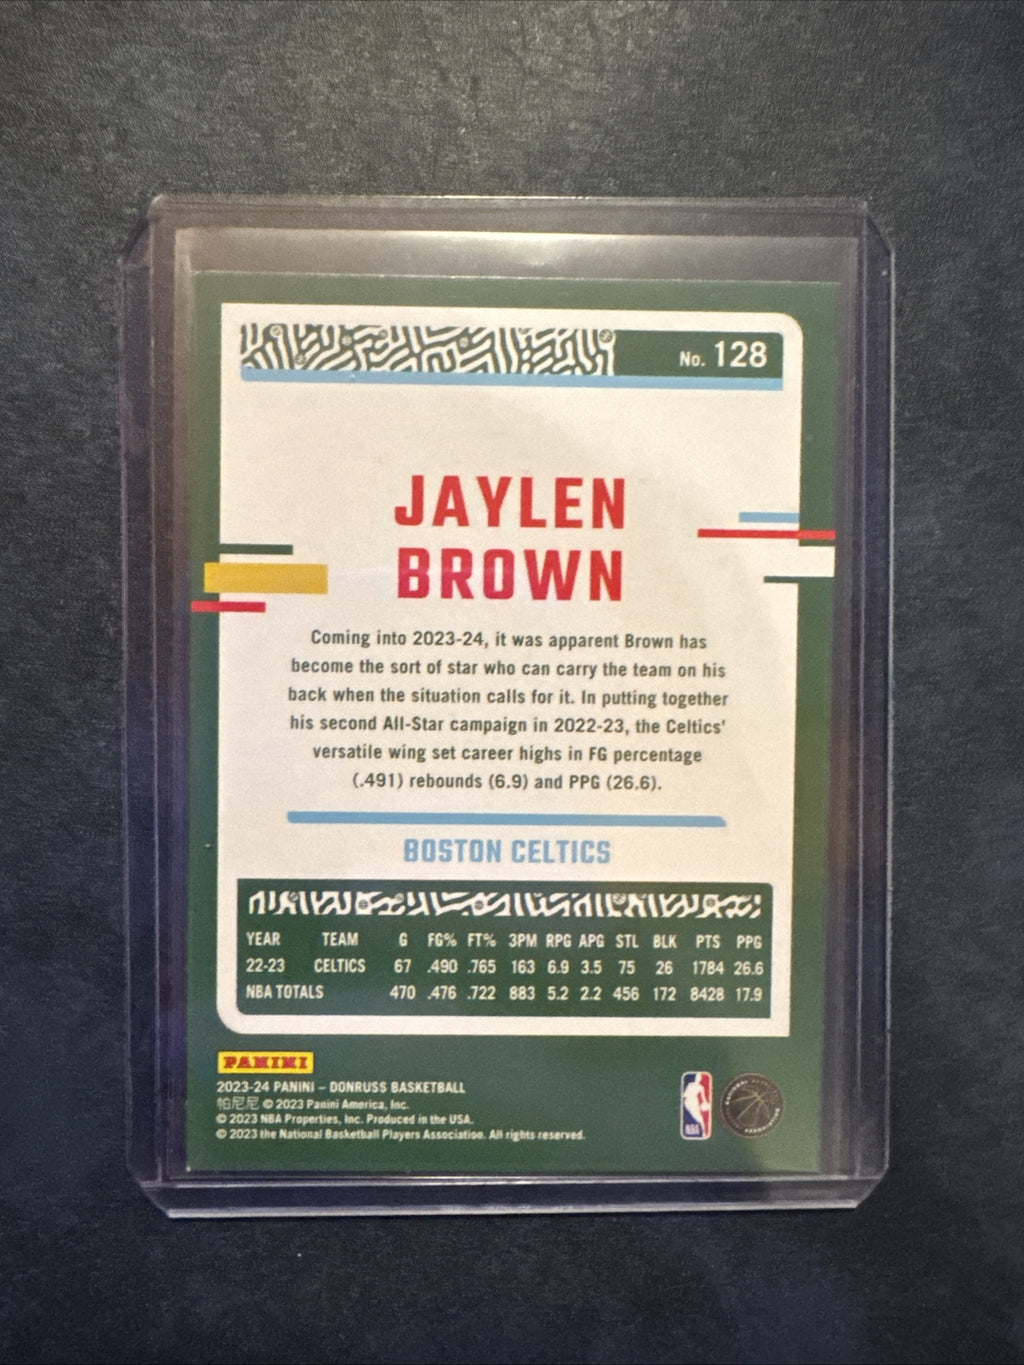 No. 128
JAYLEN
BROWN
Coming into 2023-24, it was apparent Brown has
become the sort of star who can carry the team on his
back when the situation calls for it. In putting together
his second All-Star campaign in 2022-23, the Celtics'
versatile wing set career highs in FG percentage
(.491) rebounds (6.9) and PPG (26.6).
BOSTON CELTICS
YEAR TEAM G FG% FT% 3PM RPG APG STL BLK PTS PPG
22-23 CELTICS 67 .490 .765 163 6.9 3.5 75 26 1784 26.6
NBA TOTALS 470 .476 .722 883 5.2 2.2 456 172 8428 17.9
PANINI
2023-24 PANINI – DONRUSS BASKETBALL
帕尼尼 © 2023 Panini America, Inc.
© 2023 NBA Properties, Inc. Produced in the USA.
© 2023 the National Basketball Players Association. All rights reserved.
NBA